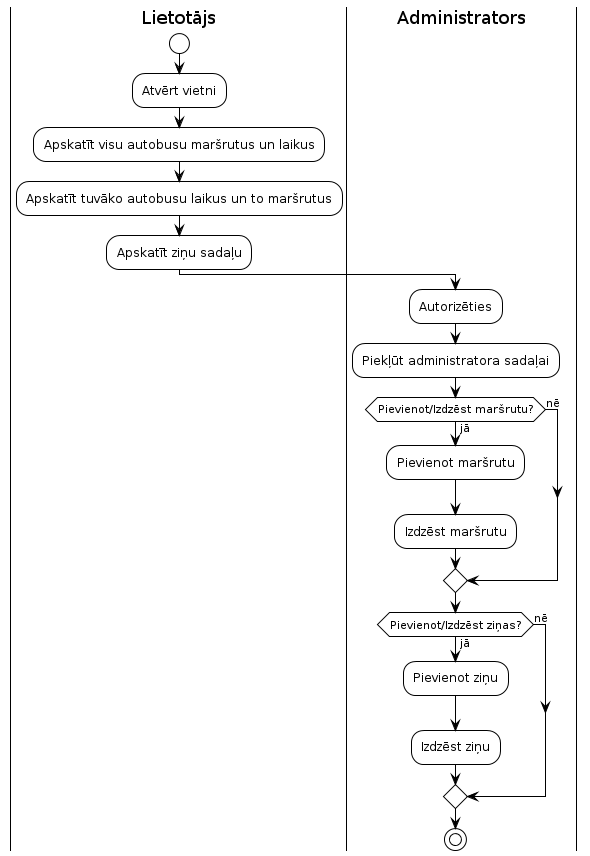 Lietotājs
Administrators
Atvērt vietni
Apskatīt visu autobusu maršrutus un laikus
Apskatīt tuvāko autobusu laikus un to maršrutus
Apskatīt ziņu sadaļu
Autorizēties
Piekļūt administratora sadaļai
Pievienot/Izdzēst maršrutu?
nē
jā
Pievienot maršrutu
Izdzēst maršrutu
Pievienot/Izdzēst ziņas?
nē
jā
Pievienot ziņu
Izdzēst ziņu